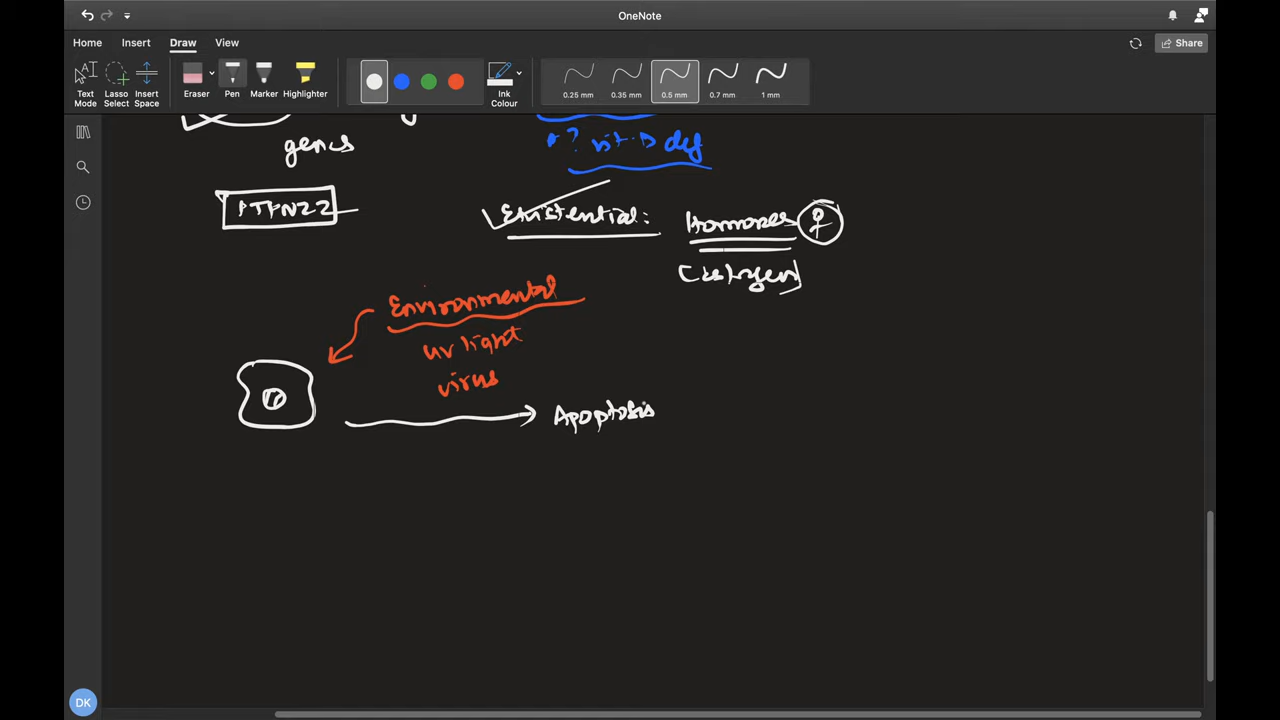 OneNote
Home Insert Draw View
Share
Text Mode
Lasso Select
Insert Space
Eraser
Pen
Marker
Highlighter
Ink Colour
0.25 mm
0.35 mm
0.5 mm
0.7 mm
1 mm
genes
? vit-D def
PTPN22
Existential:
Hormones ♀
[Estrogen]
Environmental
uv light
virus
Apoptosis
DK